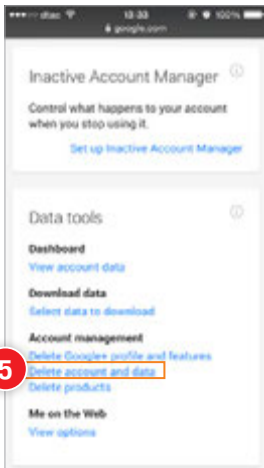 dtac 13:33 100%
google.com
Inactive Account Manager
Control what happens to your account
when you stop using it.
Set up Inactive Account Manager
Data tools
Dashboard
View account data
Download data
Select data to download
Account management
Delete Google+ profile and features
5 Delete account and data
Delete products
Me on the Web
View options